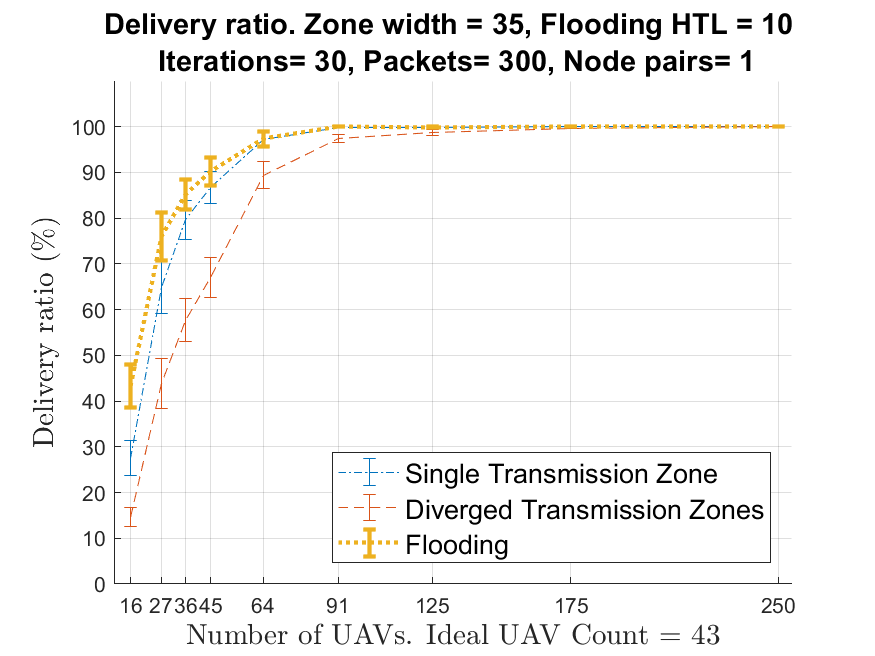 Delivery ratio. Zone width = 35, Flooding HTL = 10
Iterations= 30, Packets= 300, Node pairs= 1
100
90
80
70
60
50
40
30
20
10
0
Delivery ratio (%)
Single Transmission Zone
Diverged Transmission Zones
Flooding
16 27 36 45 64 91 125 175 250
Number of UAVs. Ideal UAV Count = 43